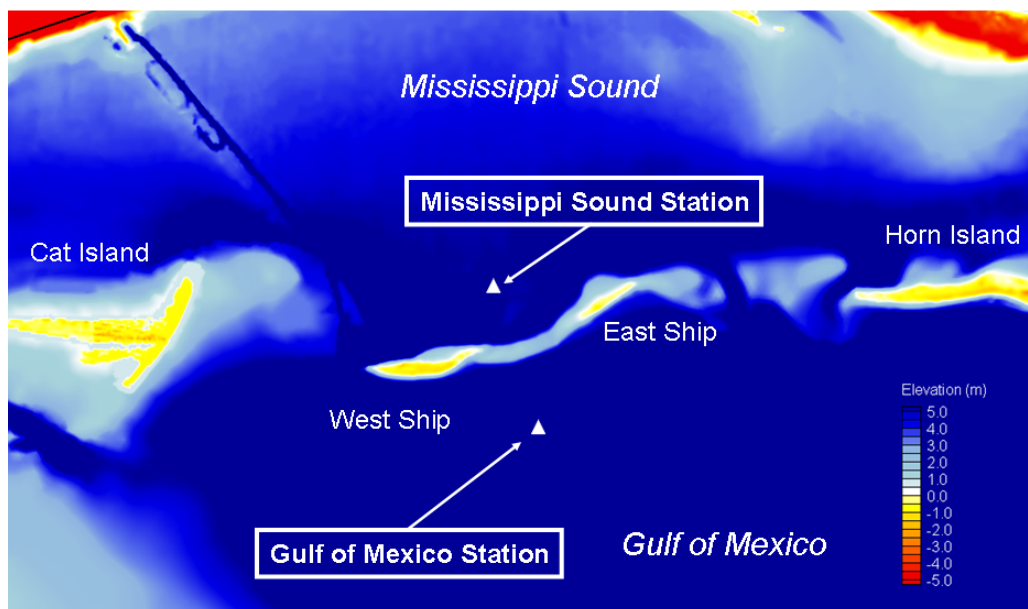 Mississippi Sound
Mississippi Sound Station
Cat Island
Horn Island
East Ship
West Ship
Gulf of Mexico Station
Gulf of Mexico
Elevation (m)
5.0
4.0
3.0
2.0
1.0
0.0
-1.0
-2.0
-3.0
-4.0
-5.0